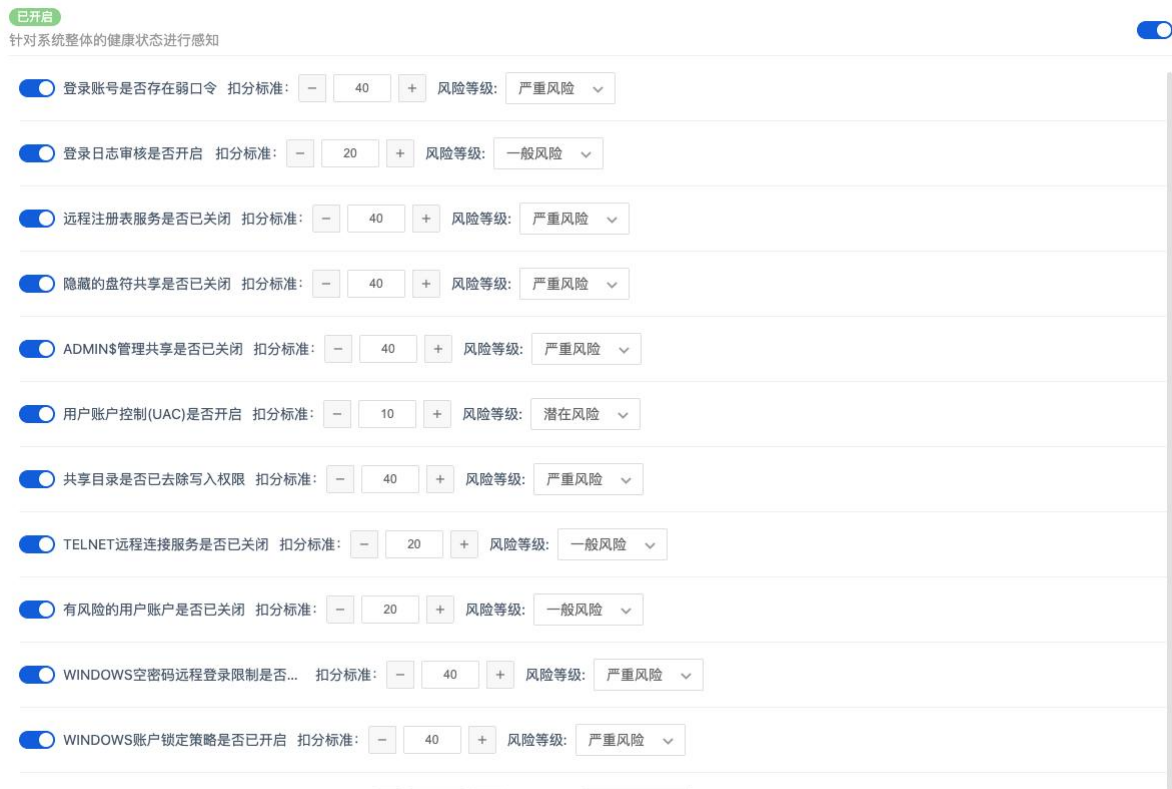 已开启
针对系统整体的健康状态进行感知
登录账号是否存在弱口令 扣分标准: − 40 + 风险等级: 严重风险
登录日志审核是否开启 扣分标准: − 20 + 风险等级: 一般风险
远程注册表服务是否已关闭 扣分标准: − 40 + 风险等级: 严重风险
隐藏的盘符共享是否已关闭 扣分标准: − 40 + 风险等级: 严重风险
ADMIN$管理共享是否已关闭 扣分标准: − 40 + 风险等级: 严重风险
用户账户控制(UAC)是否开启 扣分标准: − 10 + 风险等级: 潜在风险
共享目录是否已去除写入权限 扣分标准: − 40 + 风险等级: 严重风险
TELNET远程连接服务是否已关闭 扣分标准: − 20 + 风险等级: 一般风险
有风险的用户账户是否已关闭 扣分标准: − 20 + 风险等级: 一般风险
WINDOWS空密码远程登录限制是否... 扣分标准: − 40 + 风险等级: 严重风险
WINDOWS账户锁定策略是否已开启 扣分标准: − 40 + 风险等级: 严重风险